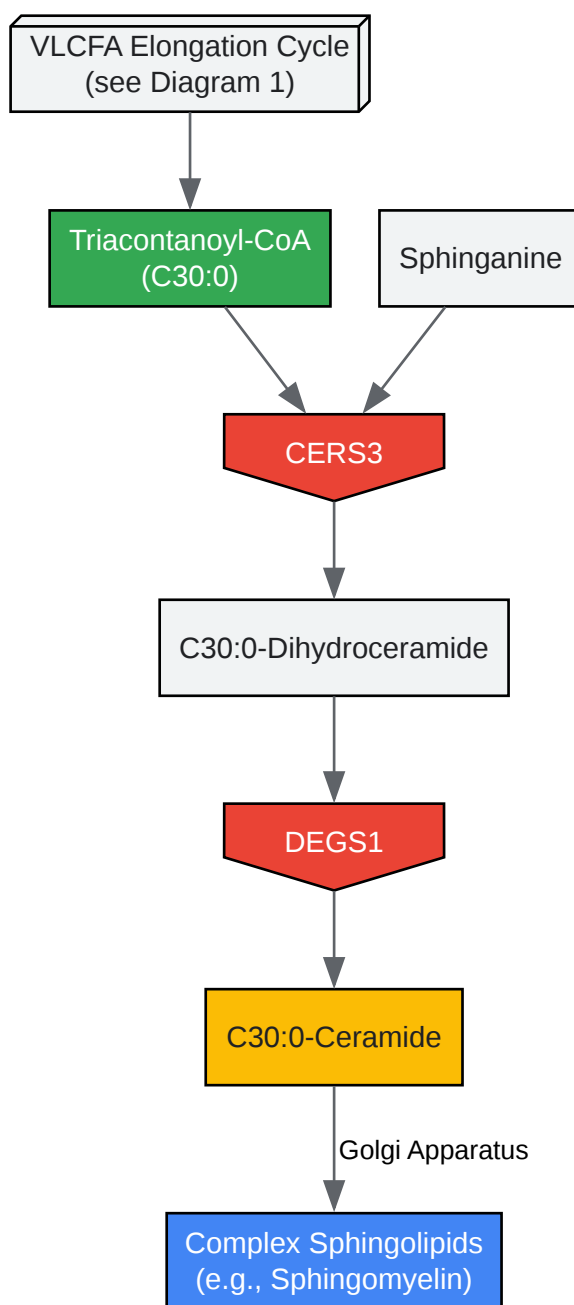 VLCFA Elongation Cycle
(see Diagram 1)
Triacontanoyl-CoA
(C30:0)
Sphinganine
CERS3
C30:0-Dihydroceramide
DEGS1
C30:0-Ceramide
Golgi Apparatus
Complex Sphingolipids
(e.g., Sphingomyelin)